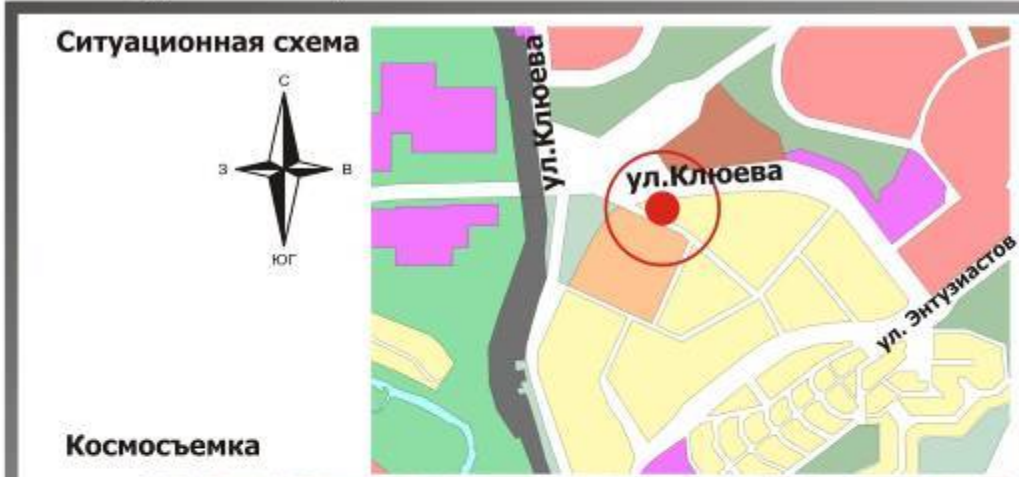 Ситуационная схема
С
З
В
ЮГ
ул.Клюева
ул.Клюева
ул. Энтузиастов
Космосъемка